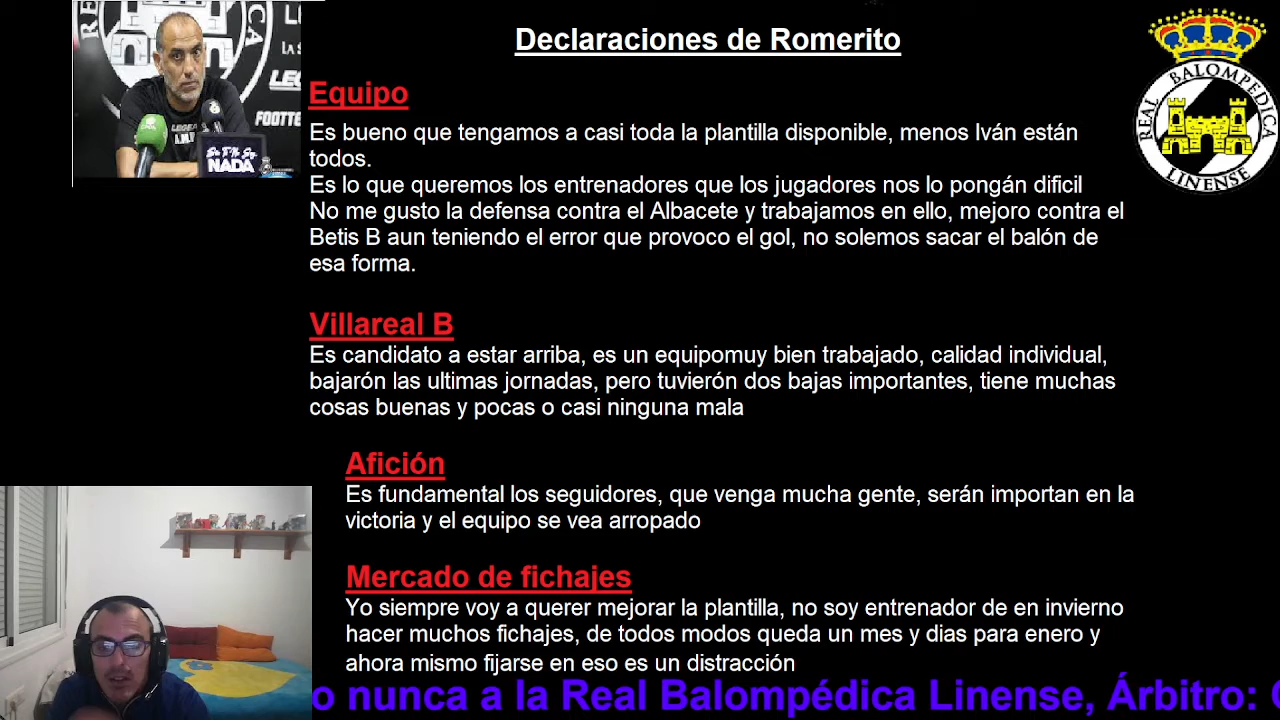 Declaraciones de Romerito
Equipo
Es bueno que tengamos a casi toda la plantilla disponible, menos Iván están
todos.
Es lo que queremos los entrenadores que los jugadores nos lo pongán dificil
No me gusto la defensa contra el Albacete y trabajamos en ello, mejoro contra el
Betis B aun teniendo el error que provoco el gol, no solemos sacar el balón de
esa forma.
Villareal B
Es candidato a estar arriba, es un equipomuy bien trabajado, calidad individual,
bajarón las ultimas jornadas, pero tuvierón dos bajas importantes, tiene muchas
cosas buenas y pocas o casi ninguna mala
Afición
Es fundamental los seguidores, que venga mucha gente, serán importan en la
victoria y el equipo se vea arropado
Mercado de fichajes
Yo siempre voy a querer mejorar la plantilla, no soy entrenador de en invierno
hacer muchos fichajes, de todos modos queda un mes y dias para enero y
ahora mismo fijarse en eso es un distracción
o nunca a la Real Balompédica Linense, Árbitro:
REAL BALOMPEDICA
LINENSE
NADA